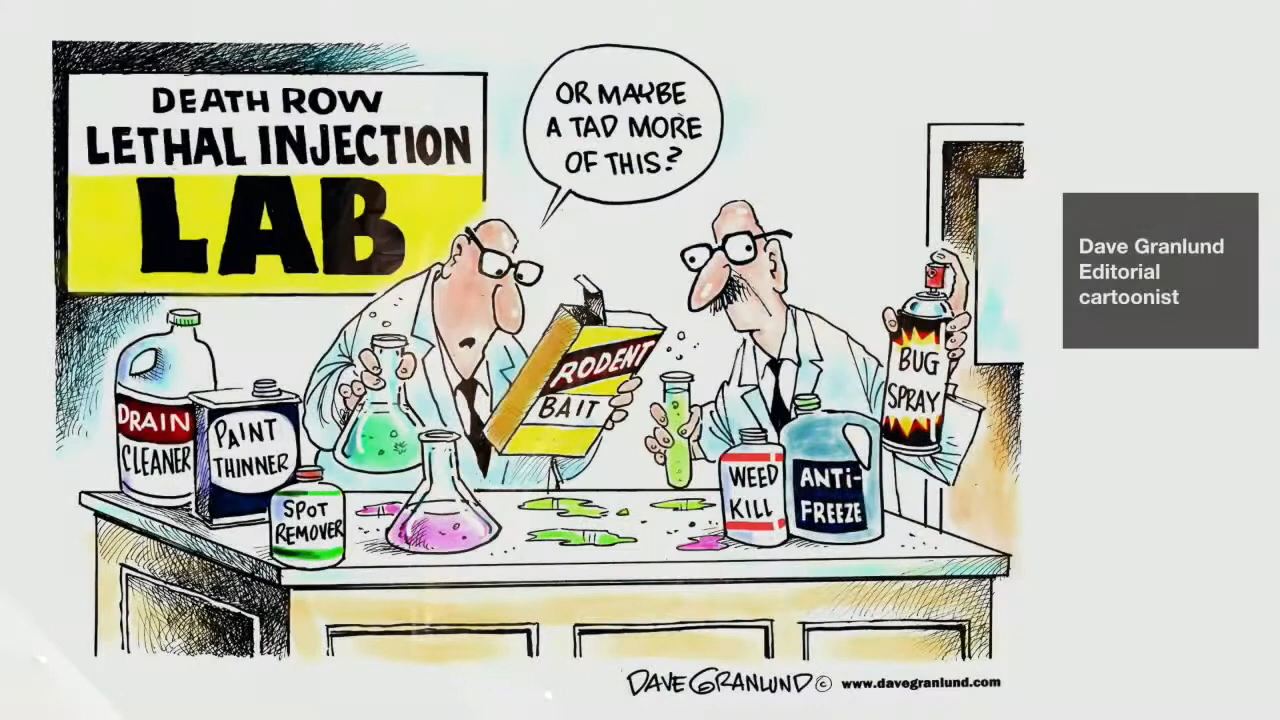 DEATH ROW
LETHAL INJECTION
LAB
OR MAYBE
A TAD MORE
OF THIS?
Dave Granlund
Editorial
cartoonist
RODENT
BAIT
BUG
SPRAY
DRAIN
CLEANER
PAINT
THINNER
SPOT
REMOVER
WEED
KILL
ANTI-
FREEZE
DAVE GRANLUND © www.davegranlund.com